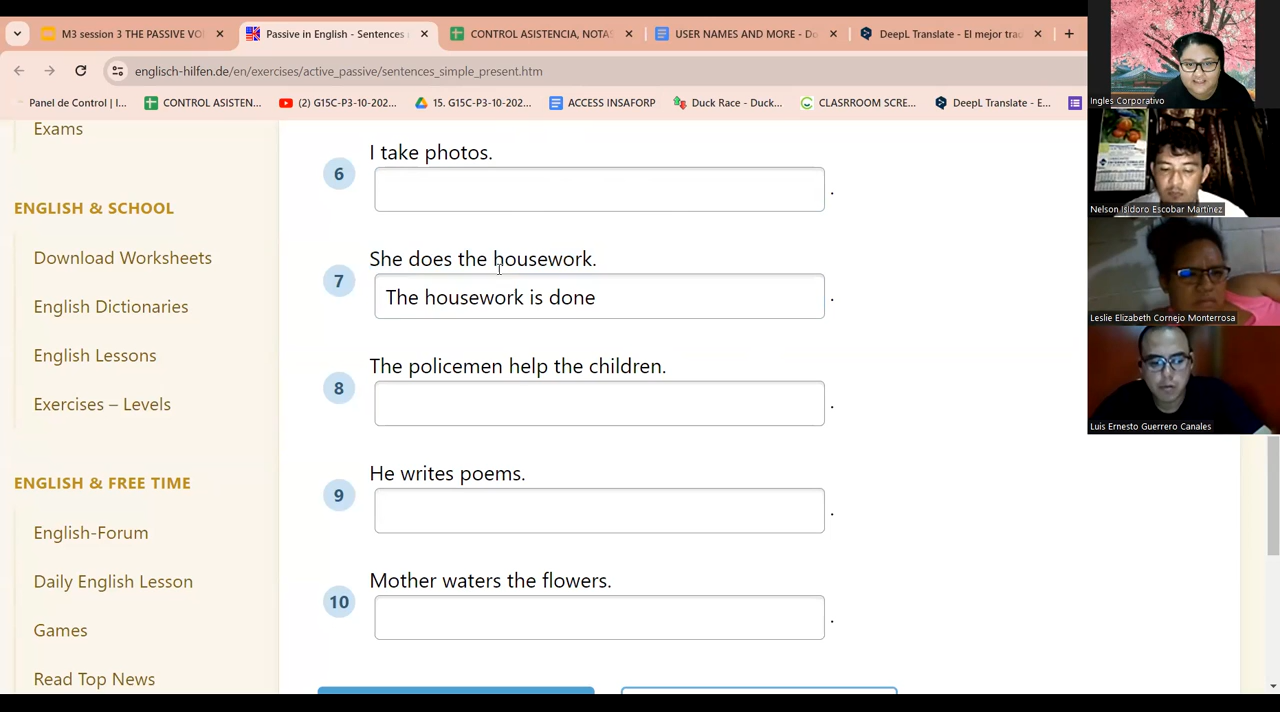 M3 session 3 THE PASSIVE VO
Passive in English - Sentences
CONTROL ASISTENCIA, NOTAS
USER NAMES AND MORE - Do
DeepL Translate - El mejor trad
englisch-hilfen.de/en/exercises/active_passive/sentences_simple_present.htm
Panel de Control | I...
CONTROL ASISTEN...
(2) G15C-P3-10-202...
15. G15C-P3-10-202...
ACCESS INSAFORP
Duck Race - Duck...
CLASRROOM SCRE...
DeepL Translate - E...
Exams
ENGLISH & SCHOOL
Download Worksheets
English Dictionaries
English Lessons
Exercises – Levels
ENGLISH & FREE TIME
English-Forum
Daily English Lesson
Games
Read Top News
6
I take photos.
.
7
She does the housework.
The housework is done
.
8
The policemen help the children.
.
9
He writes poems.
.
10
Mother waters the flowers.
.
Ingles Corporativo
Nelson Isidoro Escobar Martinez
Leslie Elizabeth Cornejo Monterrosa
Luis Ernesto Guerrero Canales